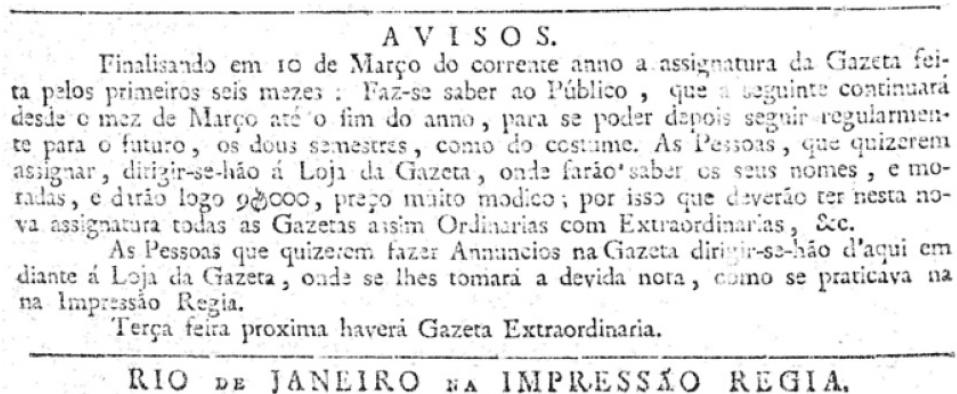 AVISOS.
Finalisando em 10 de Março do corrente anno a assignatura da Gazeta fei-
ta pelos primeiros seis mezes : Faz-se saber ao Público , que a seguinte continuará
desde o mez de Março até o fim do anno , para se poder depois seguir regularmen-
te para o futuro , os dous semestres , como do costume. As Pessoas , que quizerem
assignar , dirigir-se-hão á Loja da Gazeta , onde farão saber os seus nomes , e mo-
radas , e darão logo 9$000 , preço muito modico ; por isso que deverão ter nesta no-
va assignatura todas as Gazetas assim Ordinarias com Extraordinarias , &c.
As Pessoas que quizerem fazer Annuncios na Gazeta dirigir-se-hão d'aqui em
diante á Loja da Gazeta , onde se lhes tomará a devida nota , como se praticava na
na Impressão Regia.
Terça feira proxima haverá Gazeta Extraordinaria.
RIO DE JANEIRO NA IMPRESSÃO REGIA.